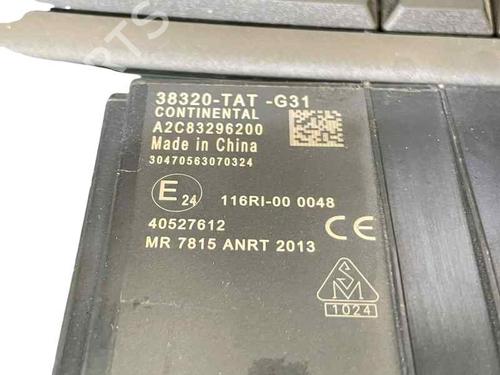 38320-TAT -G31
CONTINENTAL
A2C83296200
Made in China
30470563070324
E 24
116RI-00 0048
40527612
CE
MR 7815 ANRT 2013
S
M
1024